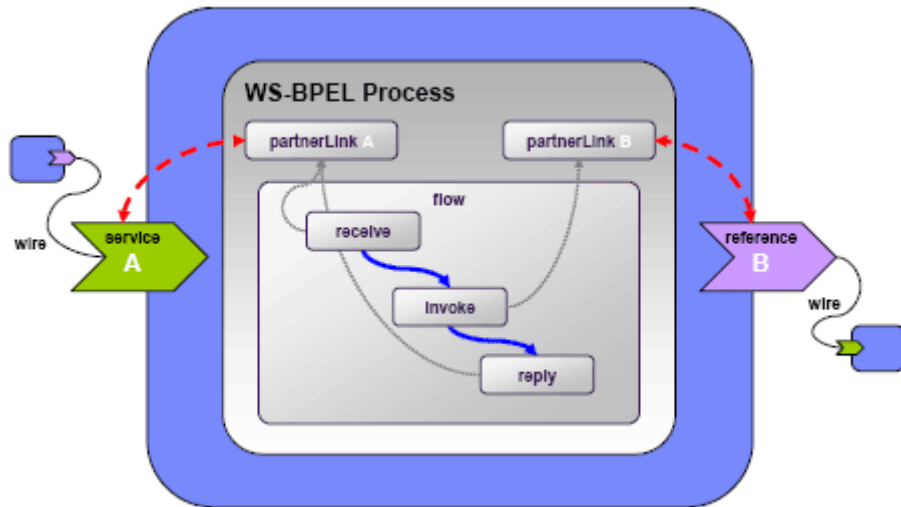 WS-BPEL Process
partnerLink A
partnerLink B
flow
receive
invoke
reply
wire
service
A
reference
B
wire